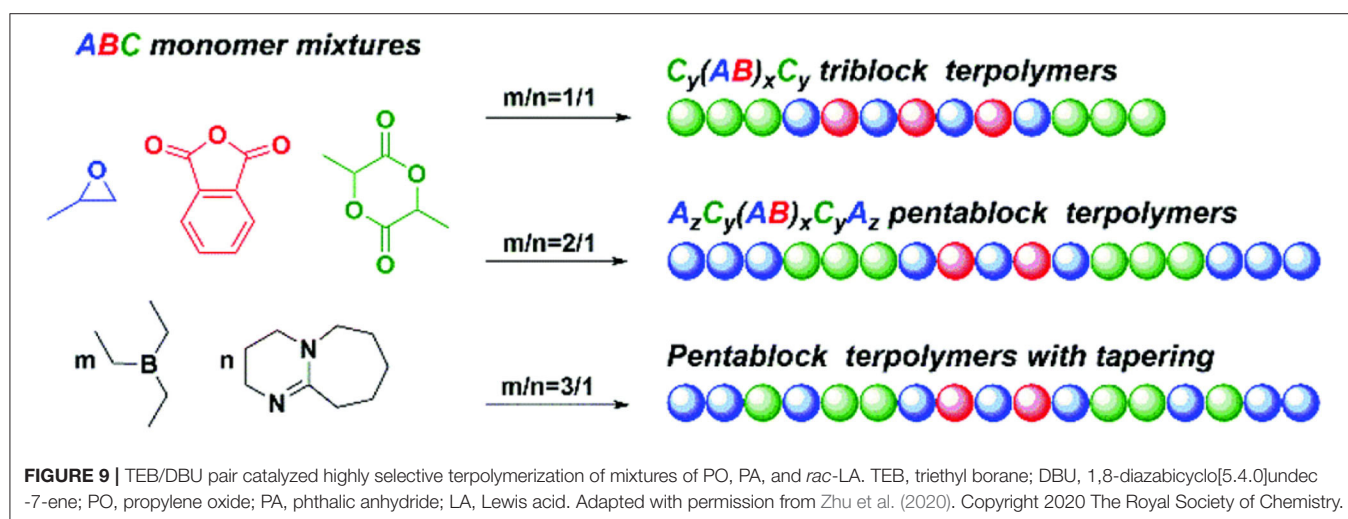 ABC monomer mixtures
O O O
O
O
O
O
O
m B
n N
N
m/n=1/1
Cy(AB)xCy triblock terpolymers
m/n=2/1
AzCy(AB)xCyAz pentablock terpolymers
m/n=3/1
Pentablock terpolymers with tapering
FIGURE 9 | TEB/DBU pair catalyzed highly selective terpolymerization of mixtures of PO, PA, and rac-LA. TEB, triethyl borane; DBU, 1,8-diazabicyclo[5.4.0]undec
-7-ene; PO, propylene oxide; PA, phthalic anhydride; LA, Lewis acid. Adapted with permission from Zhu et al. (2020). Copyright 2020 The Royal Society of Chemistry.